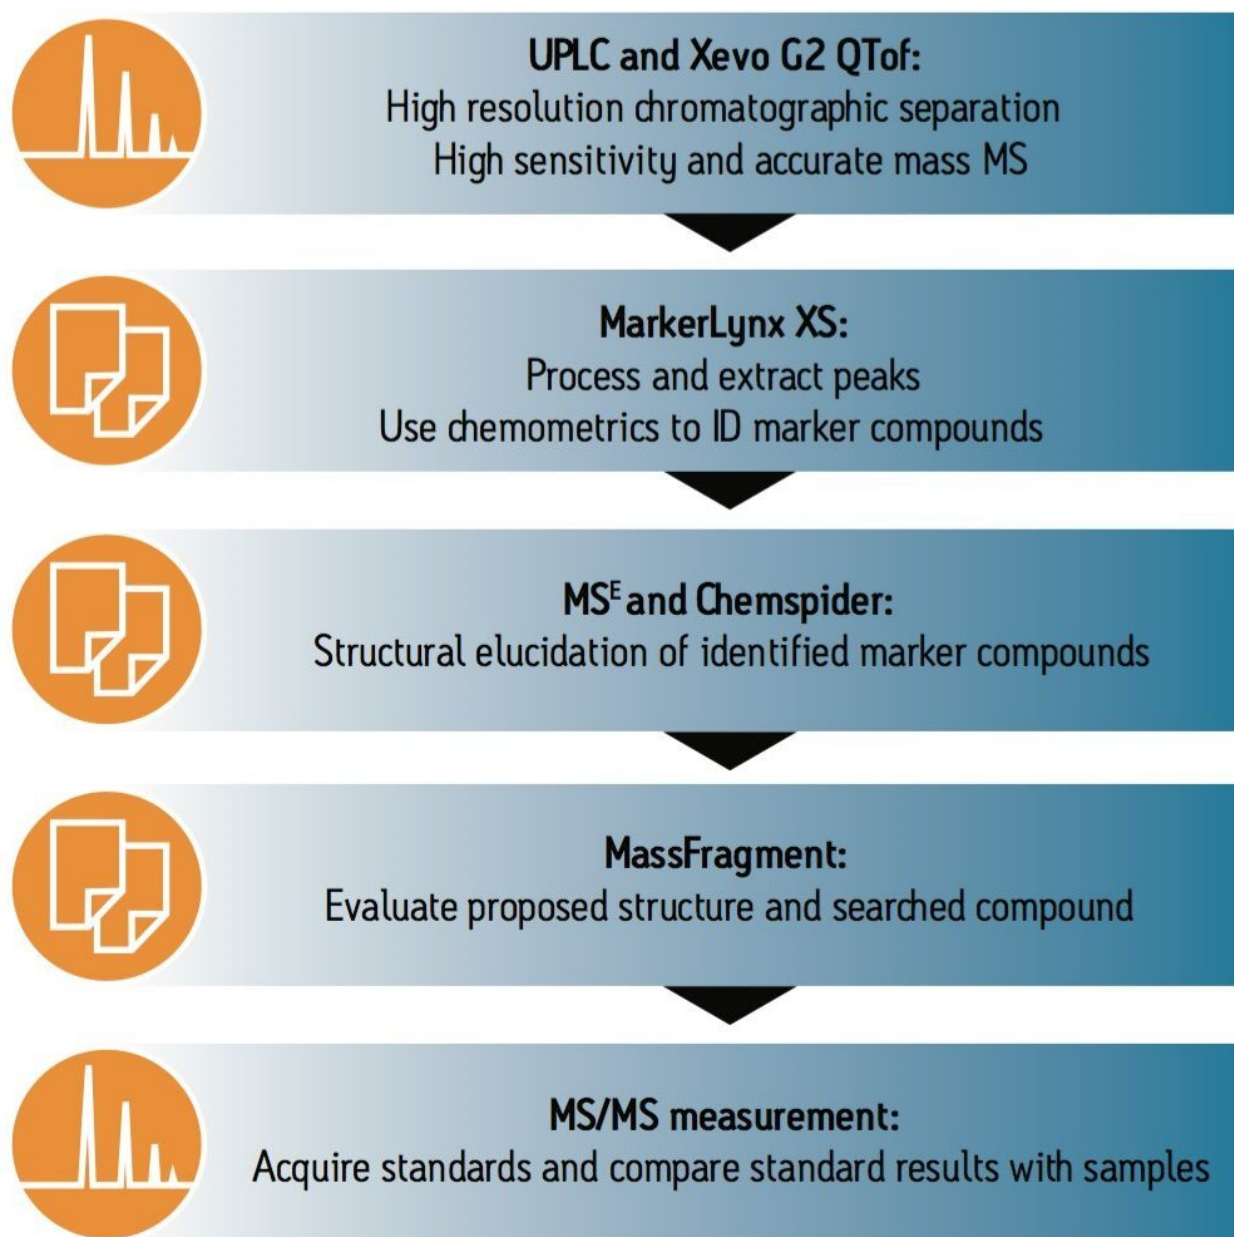 UPLC and Xevo G2 QTof:
High resolution chromatographic separation
High sensitivity and accurate mass MS
MarkerLynx XS:
Process and extract peaks
Use chemometrics to ID marker compounds
MSᴱ and Chemspider:
Structural elucidation of identified marker compounds
MassFragment:
Evaluate proposed structure and searched compound
MS/MS measurement:
Acquire standards and compare standard results with samples